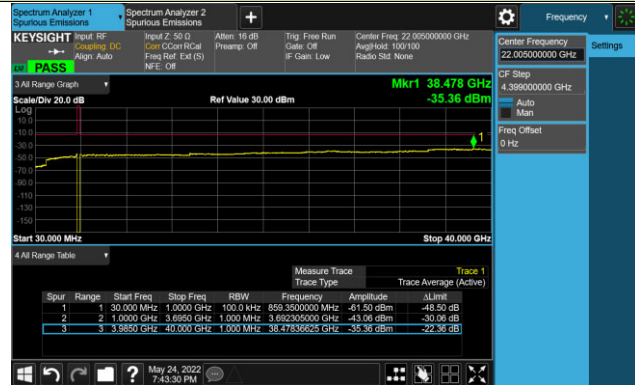 Spectrum Analyzer 1
Spurious Emissions
Spectrum Analyzer 2
Spurious Emissions
Frequency
KEYSIGHT
Input: RF
Coupling: DC
Align: Auto
Input Z: 50 Ω
Corr CCorr RCal
Freq Ref: Ext (S)
NFE: Off
Atten: 16 dB
Preamp: Off
Trig: Free Run
Gate: Off
IF Gain: Low
Center Freq: 22.005000000 GHz
Avg|Hold: 100/100
Radio Std: None
PASS
Center Frequency
22.005000000 GHz
Settings
CF Step
4.399000000 GHz
Auto
Man
Freq Offset
0 Hz
3 All Range Graph
Mkr1 38.478 GHz
Scale/Div 20.0 dB
Ref Value 30.00 dBm
-35.36 dBm
Log
10.0
-10.0
-30.0
-50.0
-70.0
-90.0
-110
-130
-150
1
Start 30.000 MHz
Stop 40.000 GHz
4 All Range Table
Measure Trace Trace 1
Trace Type Trace Average (Active)
Spur Range Start Freq Stop Freq RBW Frequency Amplitude ΔLimit
1 1 30.000 MHz 1.0000 GHz 100.0 kHz 859.3500000 MHz -61.50 dBm -48.50 dB
2 2 1.0000 GHz 3.6950 GHz 1.000 MHz 3.692305000 GHz -43.06 dBm -30.06 dB
3 3 3.9850 GHz 40.000 GHz 1.000 MHz 38.47836625 GHz -35.36 dBm -22.36 dB
?
May 24, 2022
7:43:30 PM